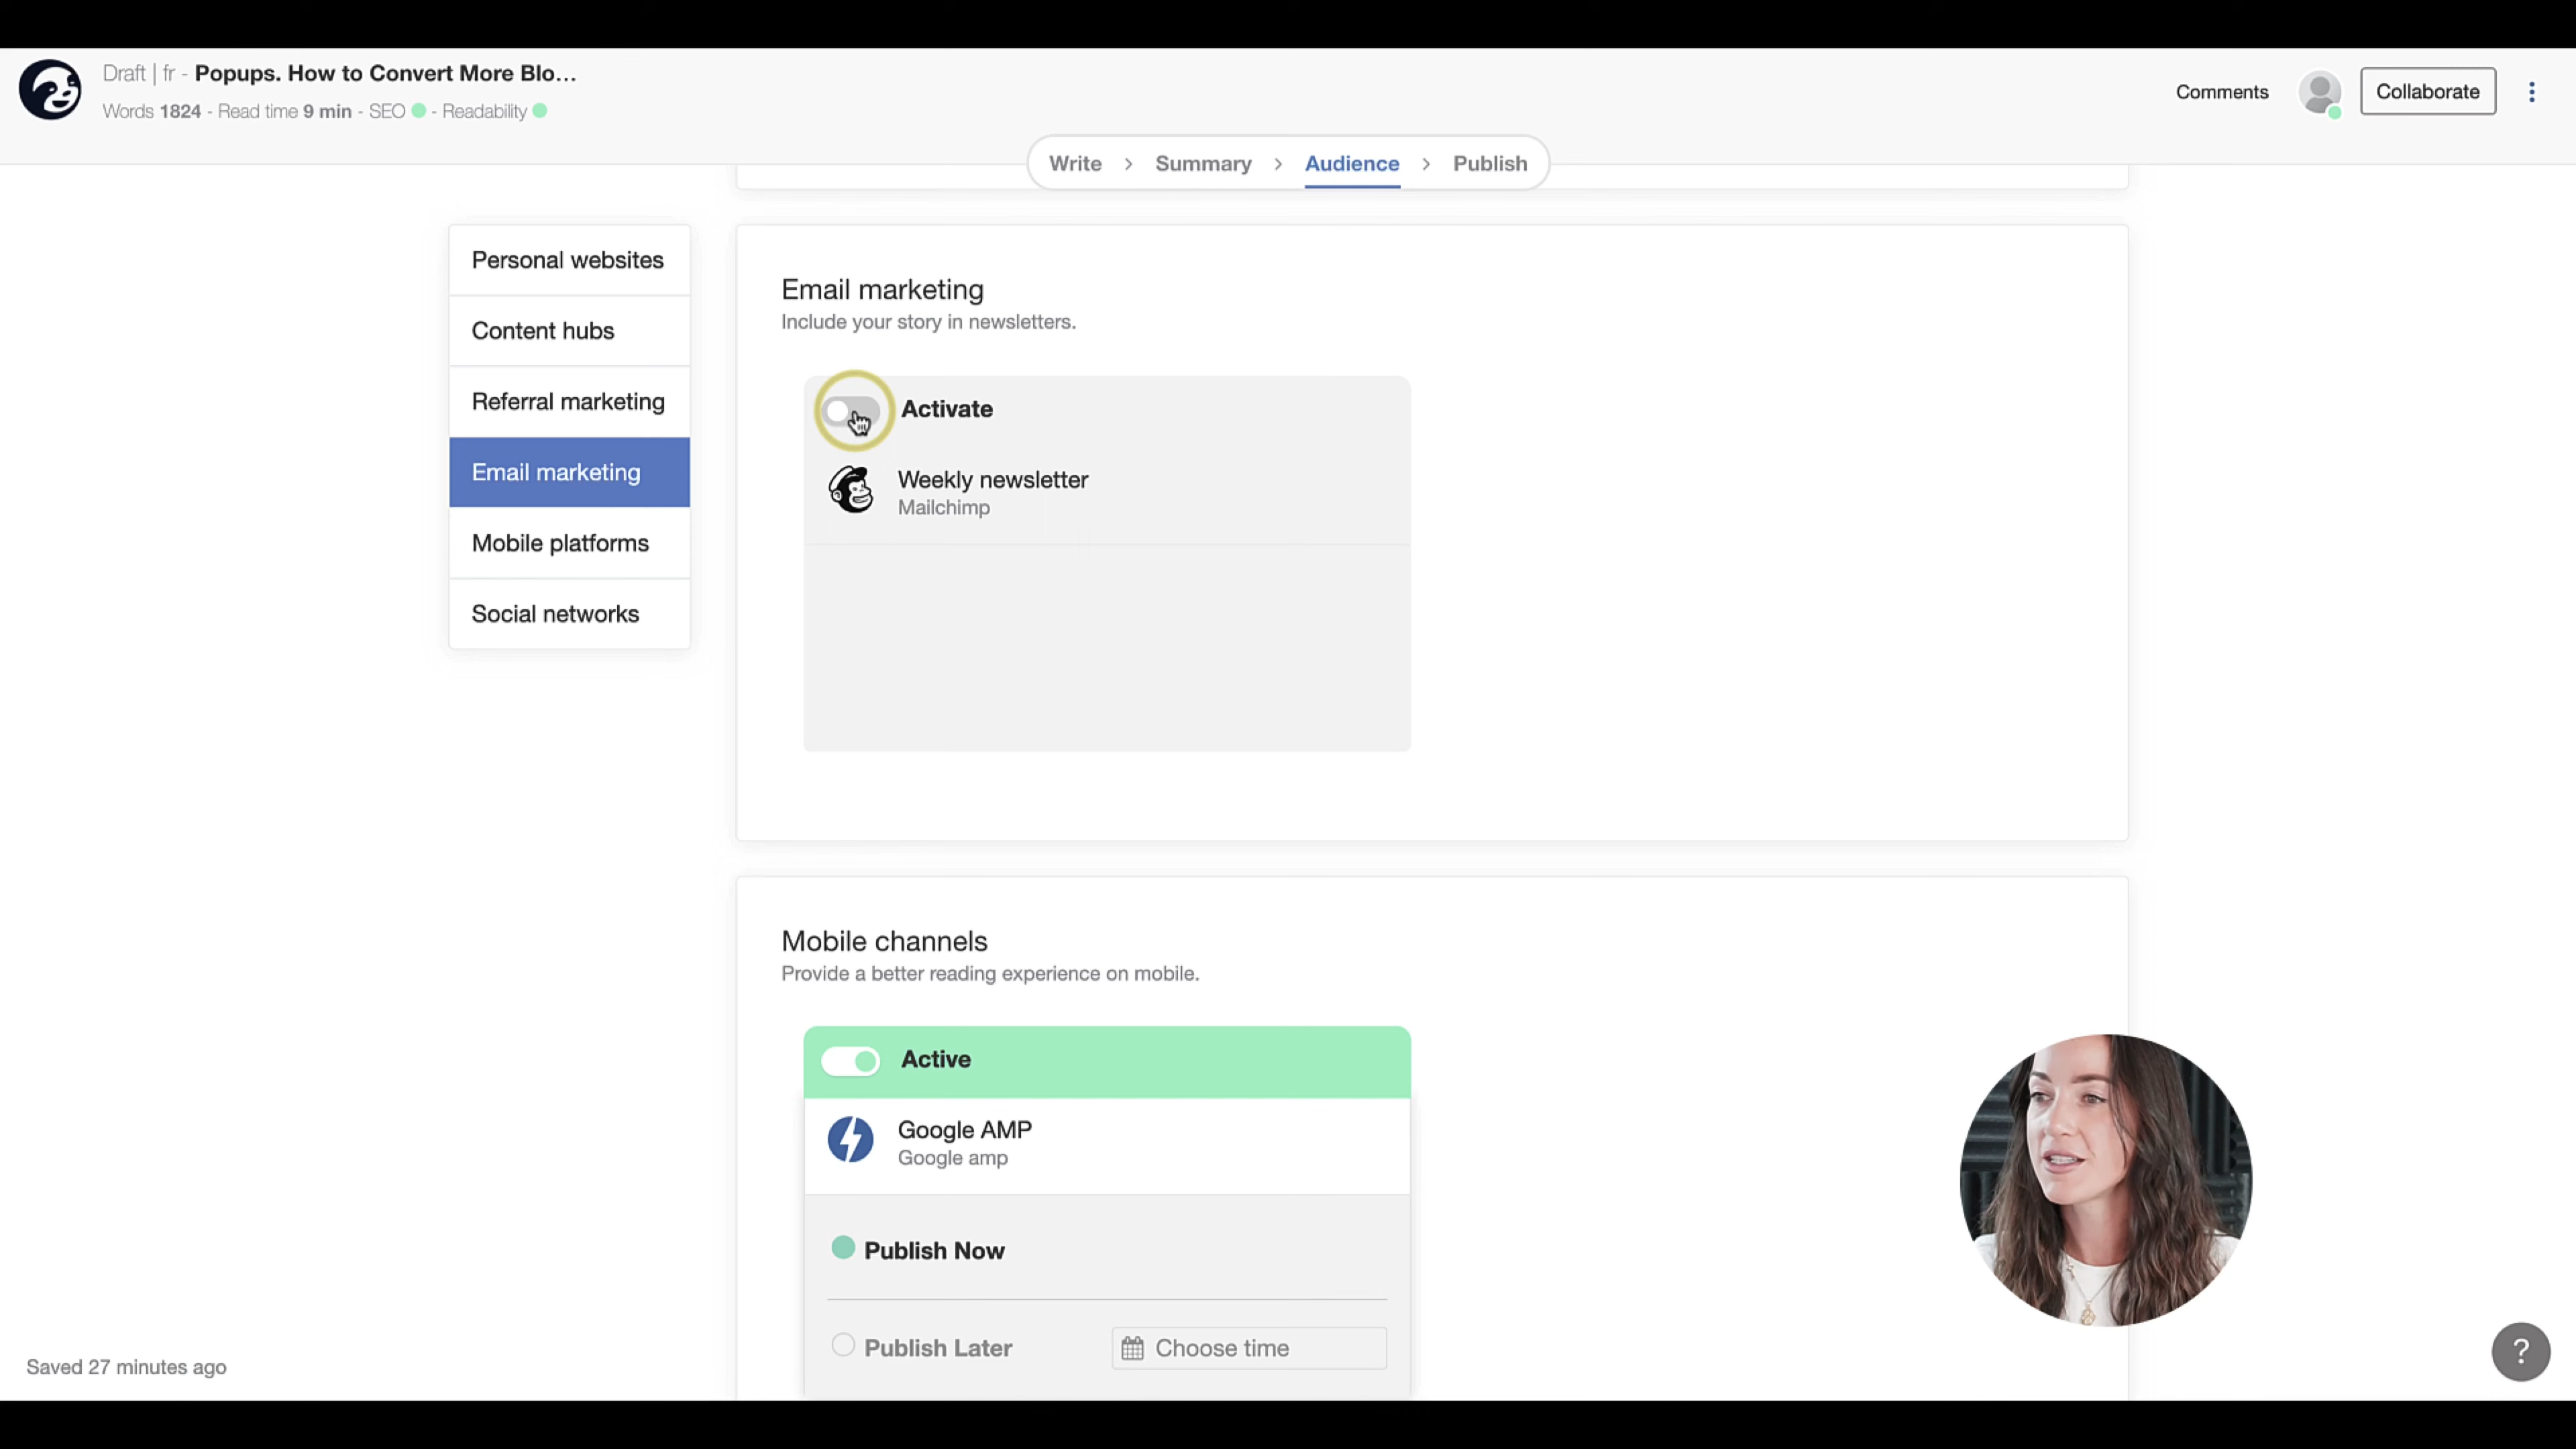 Draft | fr - Popups. How to Convert More Blo...
Words 1824 - Read time 9 min - SEO - Readability
Comments
Collaborate
Write > Summary > Audience > Publish
Personal websites
Content hubs
Referral marketing
Email marketing
Mobile platforms
Social networks
Email marketing
Include your story in newsletters.
Activate
Weekly newsletter
Mailchimp
Mobile channels
Provide a better reading experience on mobile.
Active
Google AMP
Google amp
Publish Now
Publish Later
Choose time
Saved 27 minutes ago
?